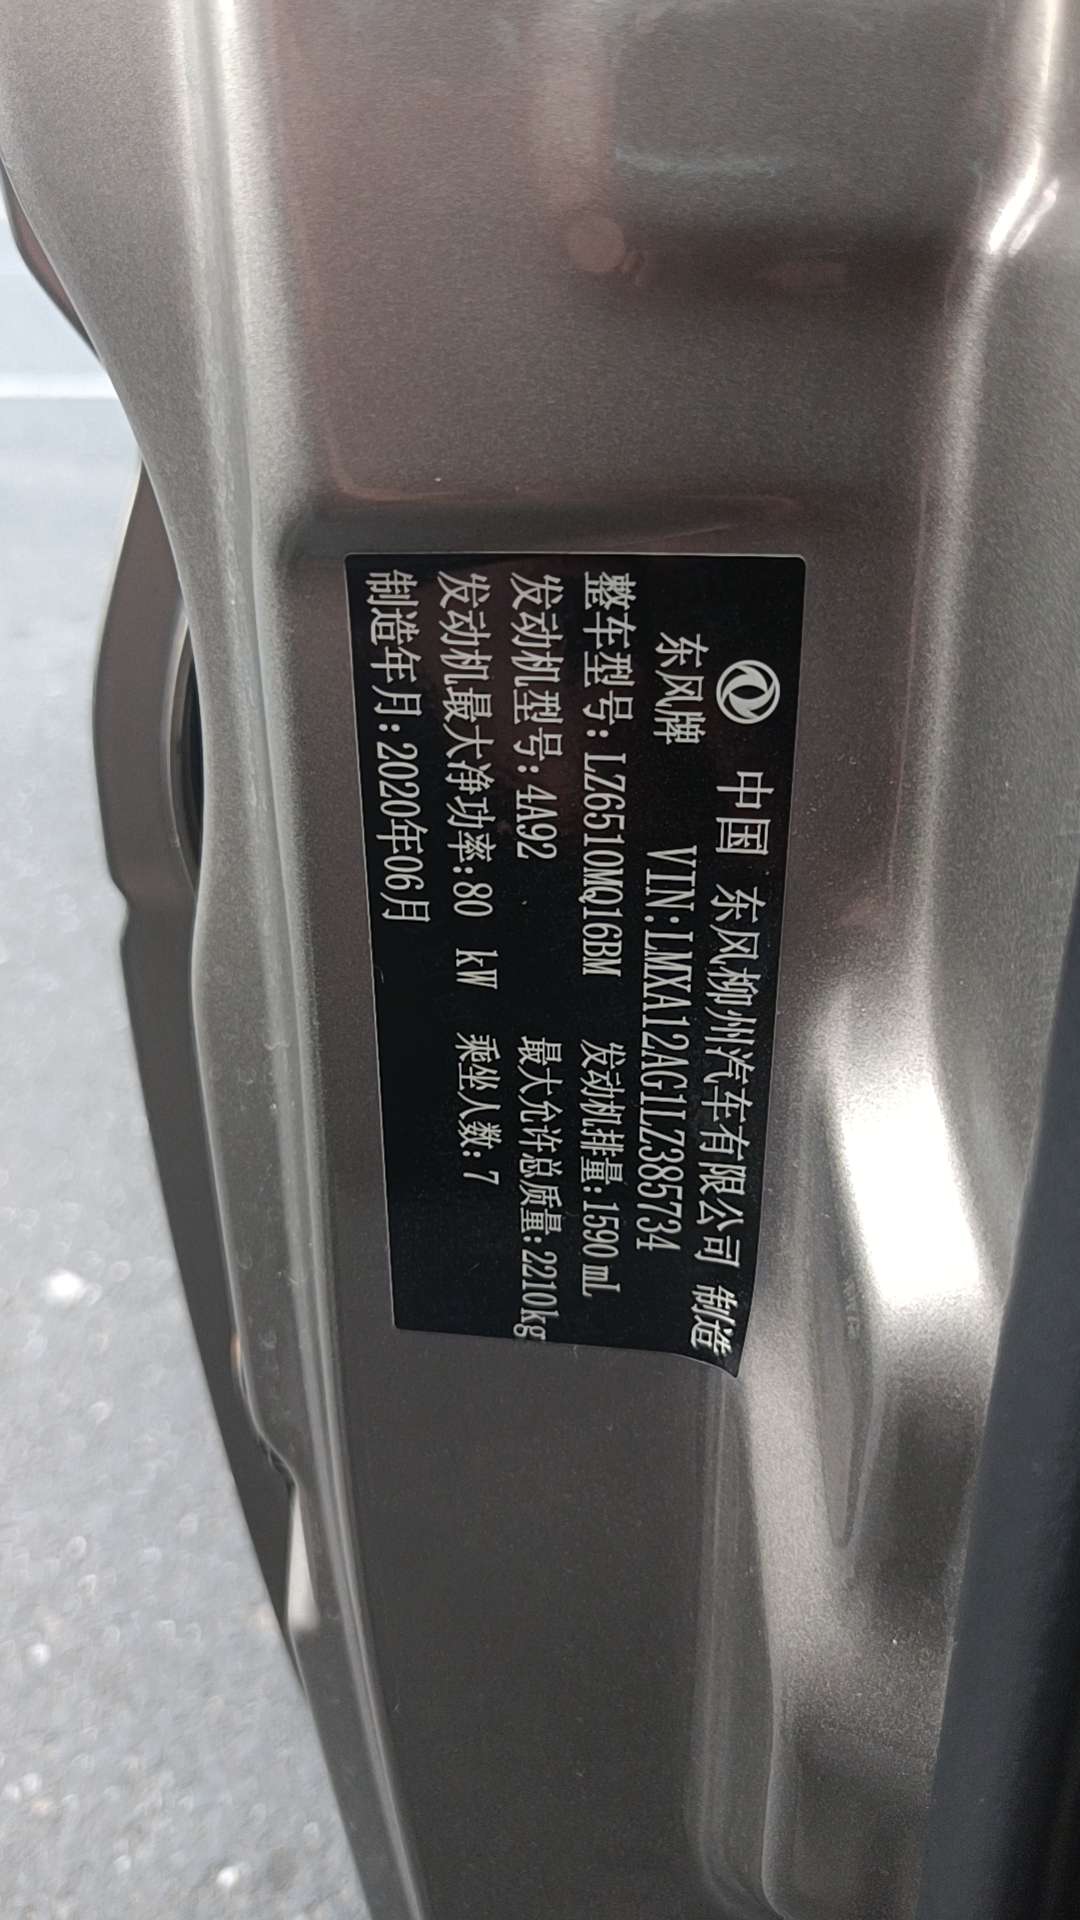 中国 东风柳州汽车有限公司 制造
东风牌 VIN:LMXA12AG1LZ385734
整车型号:LZ6510MQ16BM 发动机排量:1590mL
发动机型号:4A92 最大允许总质量:2210kg
发动机最大净功率:80 kW 乘坐人数:7
制造年月:2020年06月